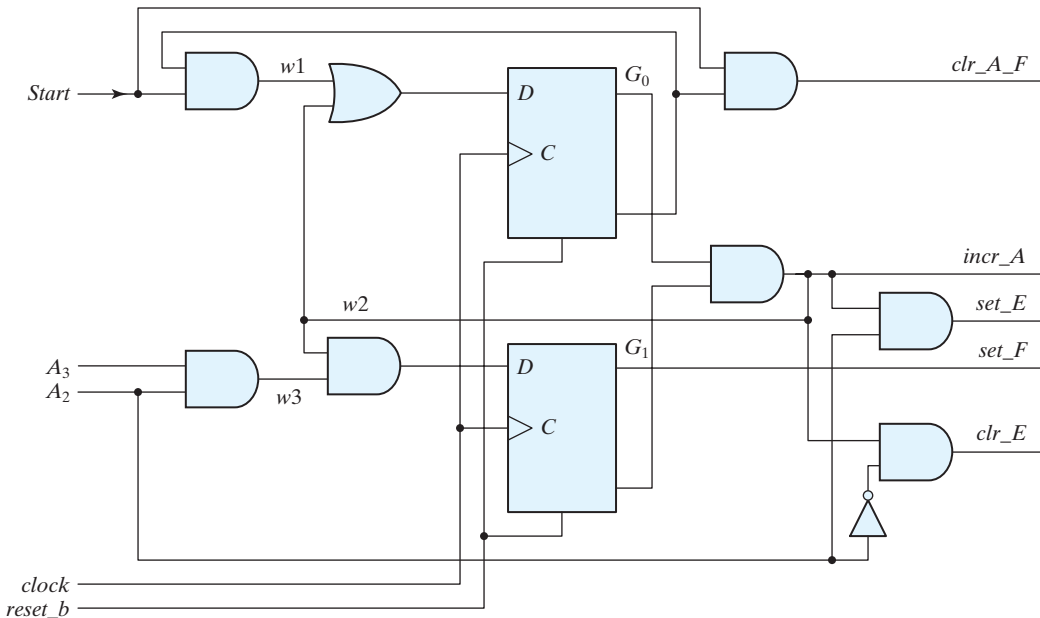 w1
G₀
clr_A_F
Start
D
C
incr_A
w2
set_E
G₁
set_F
A₃
D
A₂
w3
C
clr_E
clock
reset_b